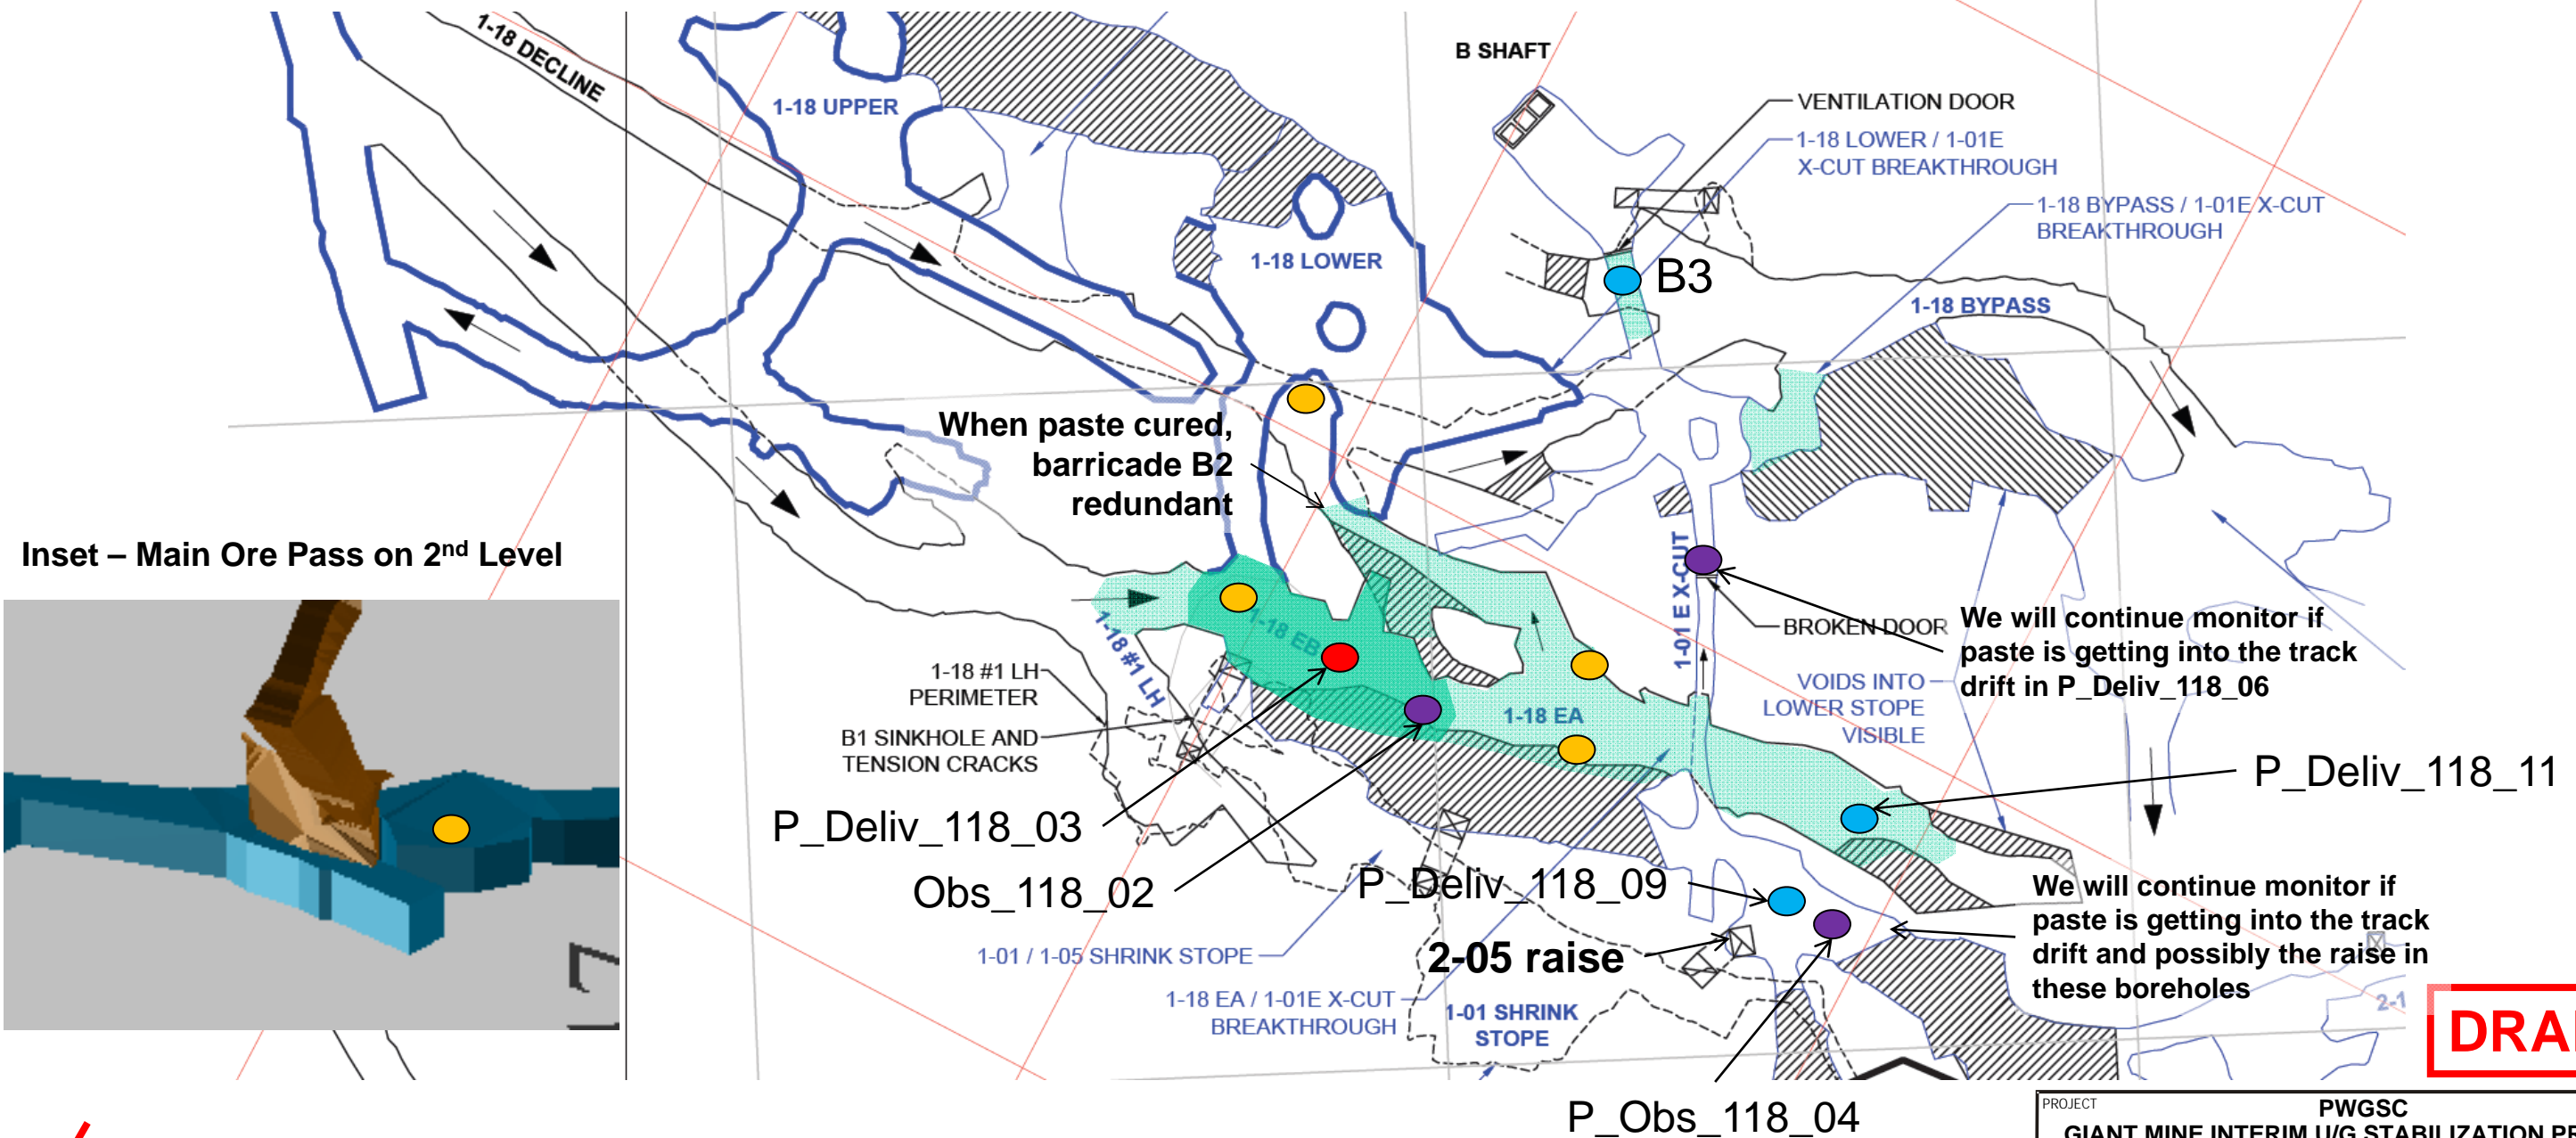 1-18 DECLINE
B SHAFT
1-18 UPPER
VENTILATION DOOR
1-18 LOWER / 1-01E
X-CUT BREAKTHROUGH
1-18 BYPASS / 1-01E X-CUT
BREAKTHROUGH
1-18 LOWER
B3
1-18 BYPASS
When paste cured,
barricade B2
redundant
Inset – Main Ore Pass on 2nd Level
1-01 E X-CUT
1-18 EB
1-18 #1 LH
BROKEN DOOR
We will continue monitor if
paste is getting into the track
drift in P_Deliv_118_06
1-18 #1 LH
PERIMETER
VOIDS INTO
LOWER STOPE
VISIBLE
1-18 EA
B1 SINKHOLE AND
TENSION CRACKS
P_Deliv_118_11
P_Deliv_118_03
Obs_118_02
P_Deliv_118_09
We will continue monitor if
paste is getting into the track
drift and possibly the raise in
these boreholes
1-01 / 1-05 SHRINK STOPE
2-05 raise
1-18 EA / 1-01E X-CUT
BREAKTHROUGH
1-01 SHRINK
STOPE
2-1
DRA
P_Obs_118_04
PROJECT
PWGSC
GIANT MINE INTERIM U/G STABILIZATION PR